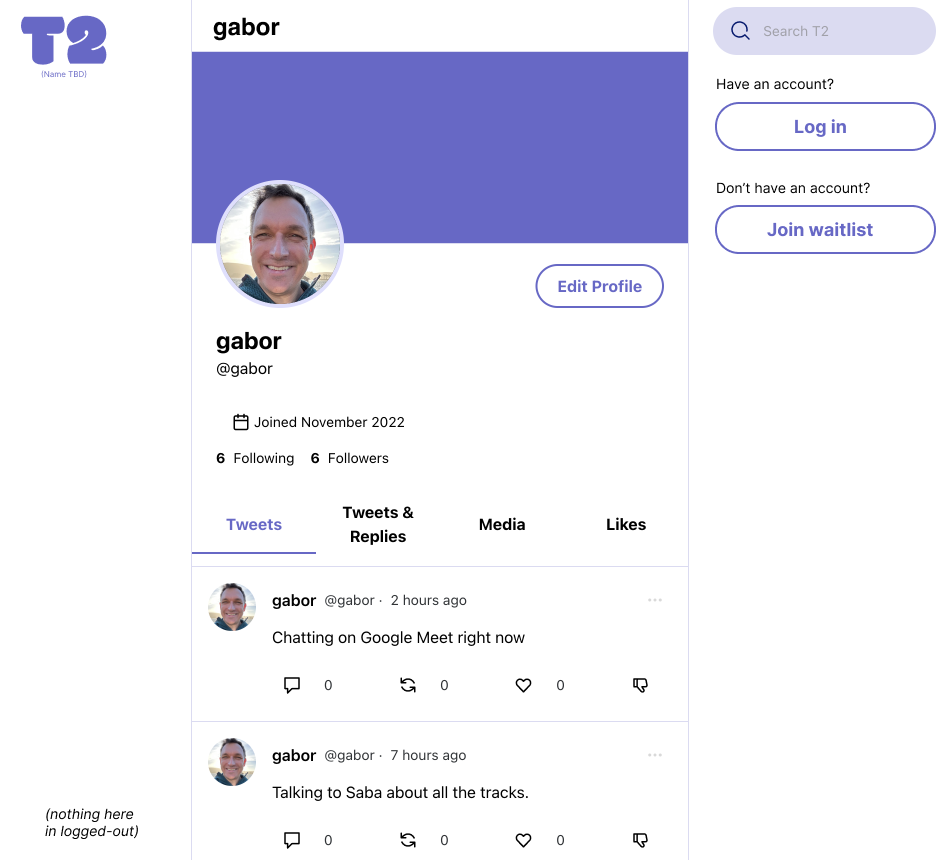 T2
(Name TBD)
(nothing here
in logged-out)
gabor
Edit Profile
gabor
@gabor
Joined November 2022
6 Following 6 Followers
Tweets
Tweets &
Replies
Media
Likes
gabor @gabor · 2 hours ago
Chatting on Google Meet right now
0 0 0
gabor @gabor · 7 hours ago
Talking to Saba about all the tracks.
0 0 0
Search T2
Have an account?
Log in
Don’t have an account?
Join waitlist